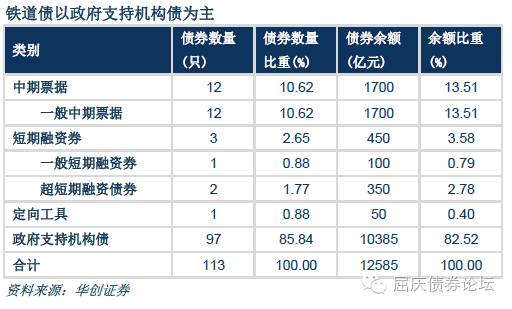 铁道债以政府支持机构债为主
类别 债券数量(只) 债券数量比重(%) 债券余额(亿元) 余额比重(%)
中期票据 12 10.62 1700 13.51
一般中期票据 12 10.62 1700 13.51
短期融资券 3 2.65 450 3.58
一般短期融资券 1 0.88 100 0.79
超短期融资债券 2 1.77 350 2.78
定向工具 1 0.88 50 0.40
政府支持机构债 97 85.84 10385 82.52
合计 113 100.00 12585 100.00
资料来源：华创证券
屈庆债券论坛